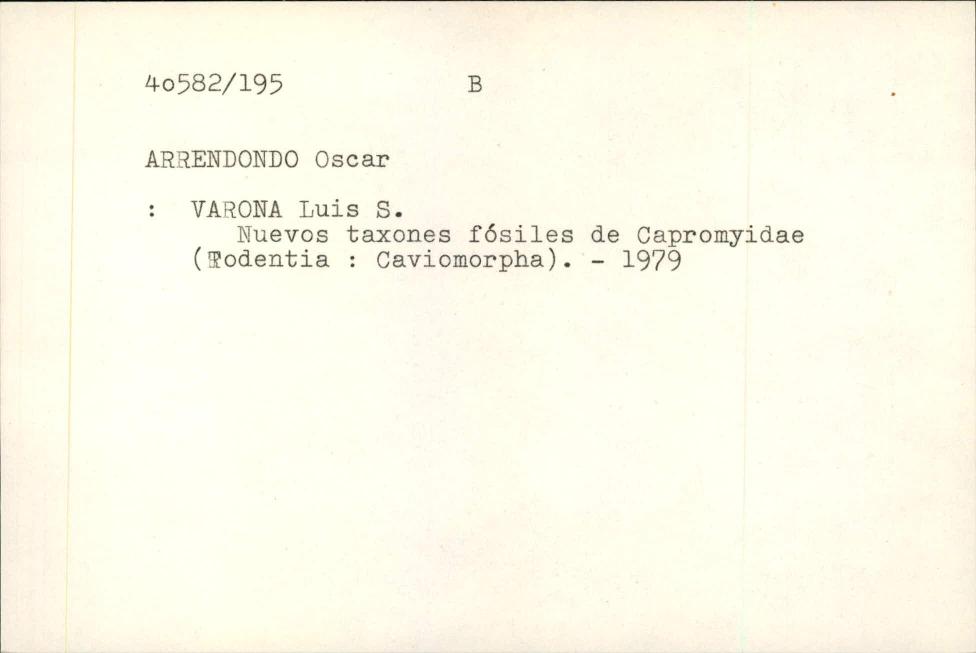 4o582/195 B
ARRENDONDO Oscar
: VARONA Luis S.
Nuevos taxones fósiles de Capromyidae
(Rodentia : Caviomorpha). - 1979